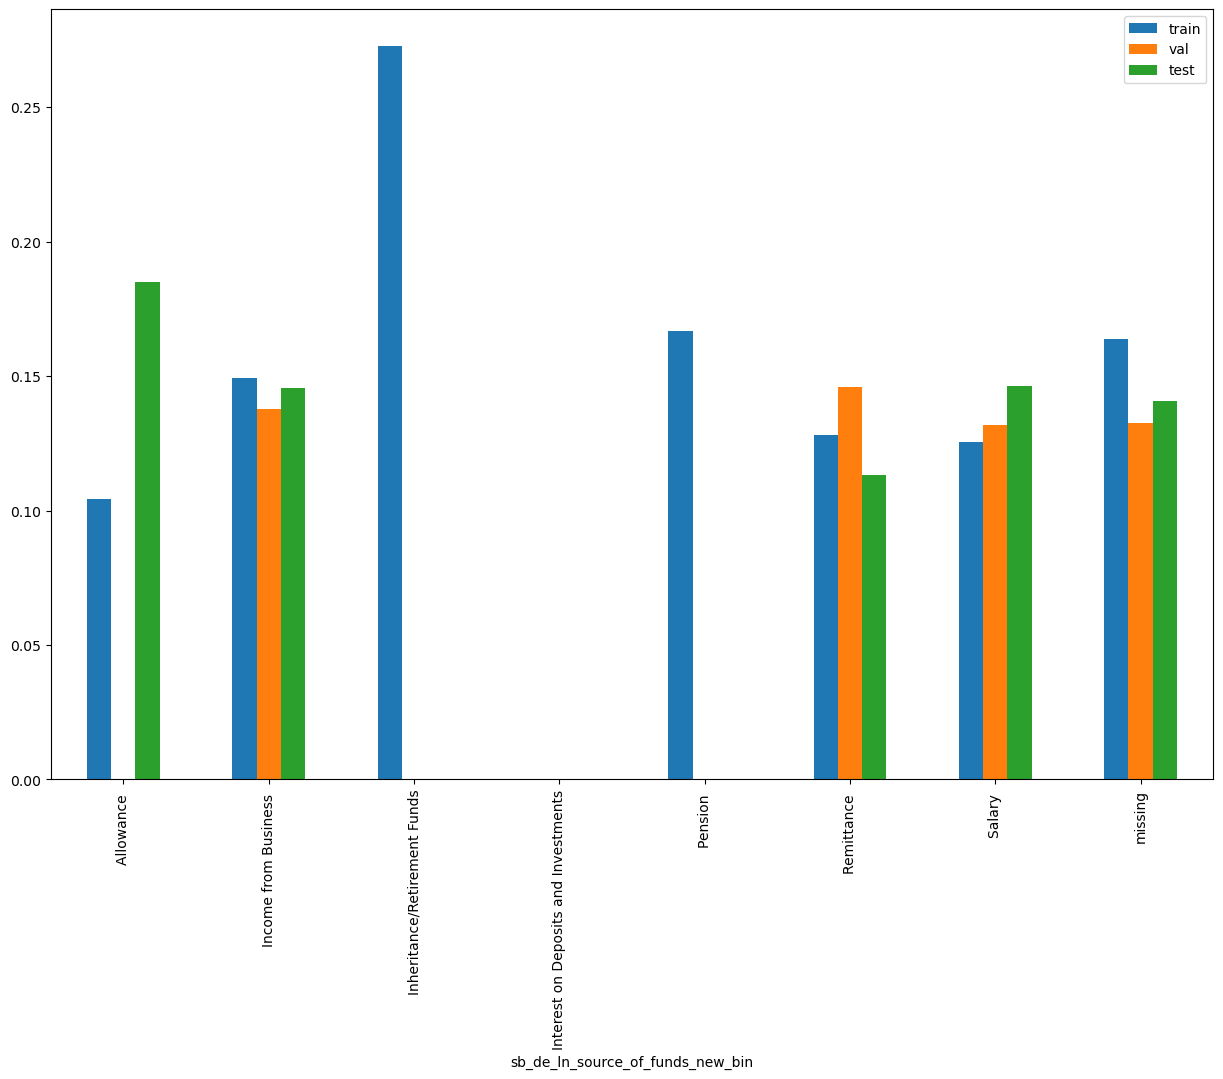 train
val
test
0.25
0.20
0.15
0.10
0.05
0.00
Allowance
Income from Business
Inheritance/Retirement Funds
Interest on Deposits and Investments
Pension
Remittance
Salary
missing
sb_de_ln_source_of_funds_new_bin